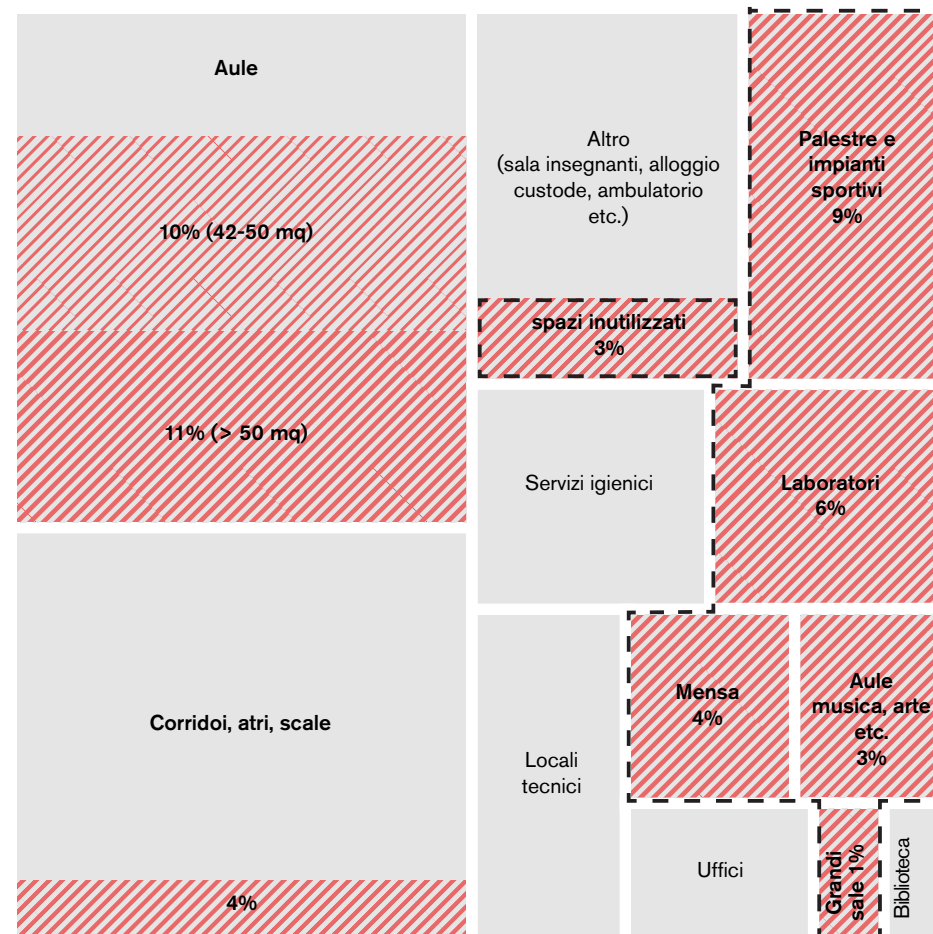 Aule
10% (42-50 mq)
11% (> 50 mq)
Corridoi, atri, scale
4%
Altro
(sala insegnanti, alloggio
custode, ambulatorio
etc.)
spazi inutilizzati
3%
Palestre e
impianti
sportivi
9%
Servizi igienici
Laboratori
6%
Locali
tecnici
Mensa
4%
Aule
musica, arte
etc.
3%
Uffici
Grandi
sale 1%
Biblioteca